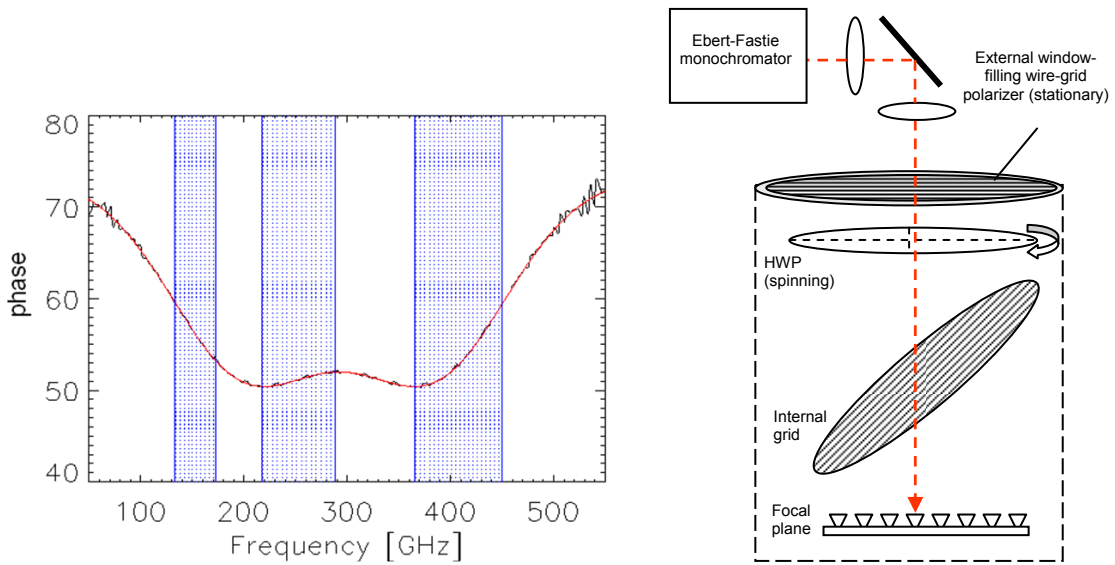 80
70
60
50
40
phase
100
200
300
400
500
Frequency [GHz]
Ebert-Fastie
monochromator
External window-
filling wire-grid
polarizer (stationary)
HWP
(spinning)
Internal
grid
Focal
plane